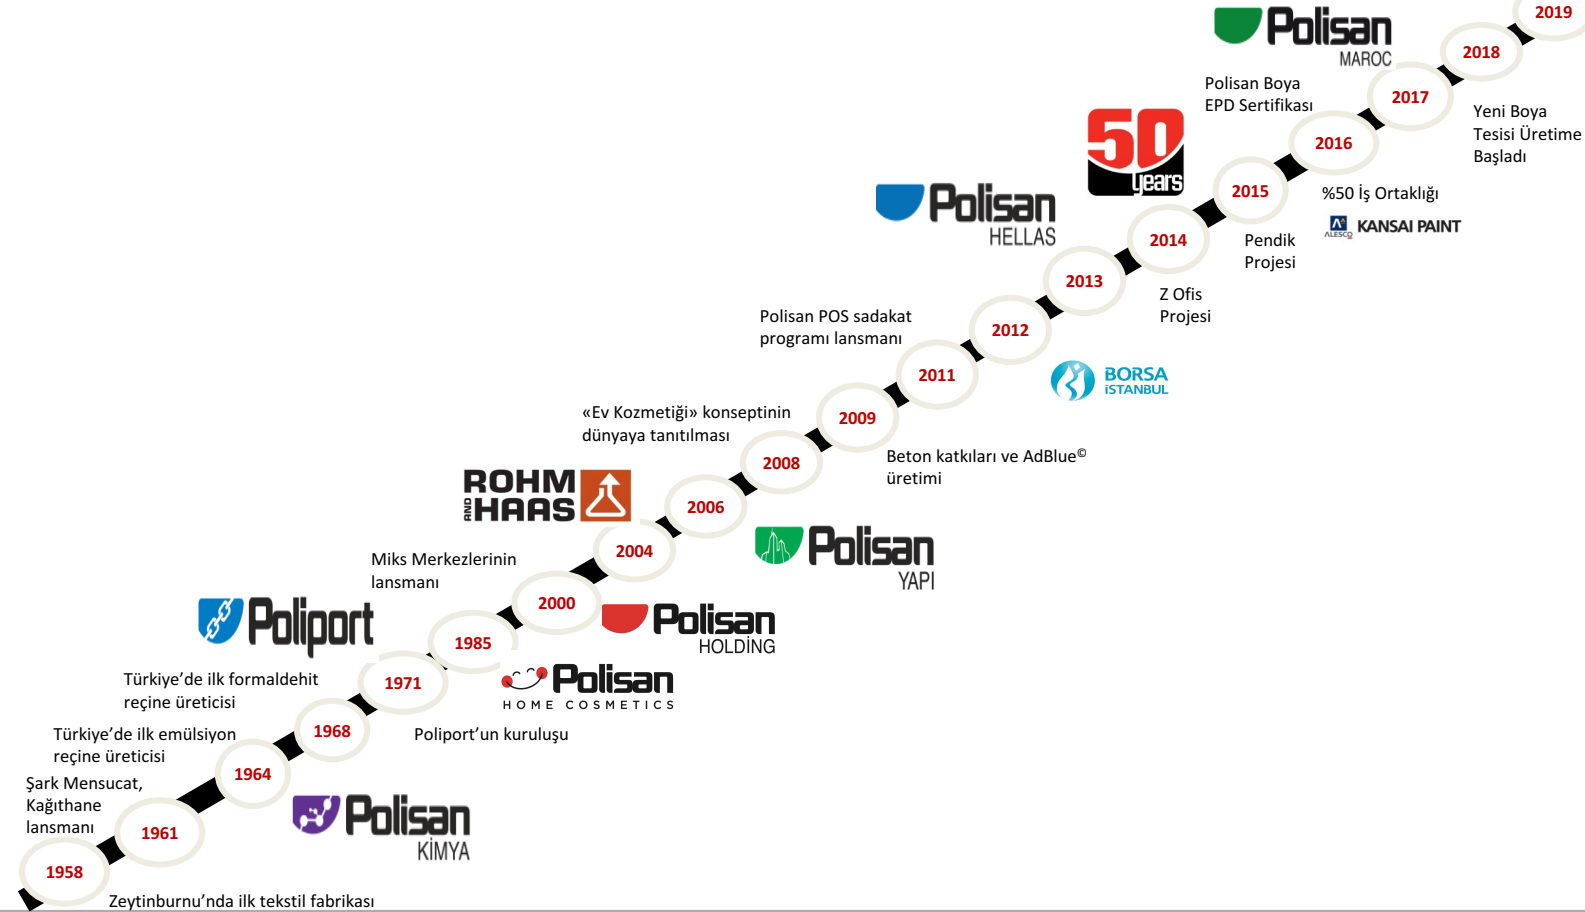 2019
Polisan
MAROC
2018
Polisan Boya
EPD Sertifikası
2017
Yeni Boya
Tesisi Üretime
Başladı
50
years
2016
%50 İş Ortaklığı
ALESCO
KANSAI PAINT
2015
Polisan
HELLAS
2014
Pendik
Projesi
2013
Z Ofis
Projesi
Polisan POS sadakat
programı lansmanı
2012
BORSA
İSTANBUL
2011
«Ev Kozmetiği» konseptinin
dünyaya tanıtılması
2009
Beton katkıları ve AdBlue©
üretimi
2008
ROHM
AND
HAAS
2006
Polisan
YAPI
2004
Miks Merkezlerinin
lansmanı
2000
Polisan
HOLDİNG
Poliport
1985
Polisan
HOME COSMETICS
Türkiye’de ilk formaldehit
reçine üreticisi
1971
Poliport’un kuruluşu
1968
Türkiye’de ilk emülsiyon
reçine üreticisi
1964
Şark Mensucat,
Kağıthane
lansmanı
Polisan
KİMYA
1961
1958
Zeytinburnu’nda ilk tekstil fabrikası